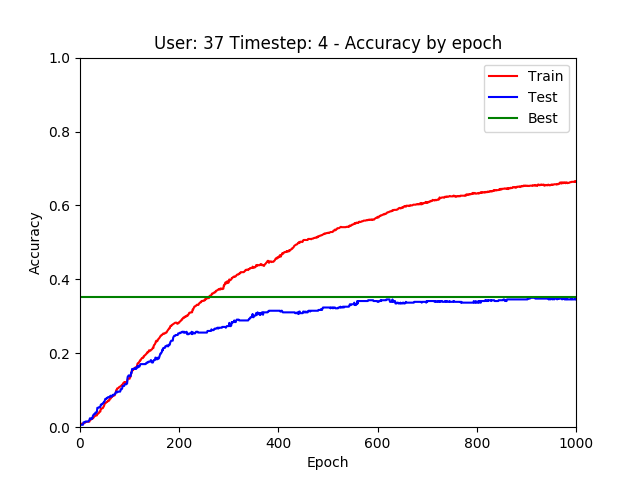 User: 37 Timestep: 4 - Accuracy by epoch
1.0
0.8
0.6
0.4
0.2
0.0
Accuracy
Train
Test
Best
0 200 400 600 800 1000
Epoch